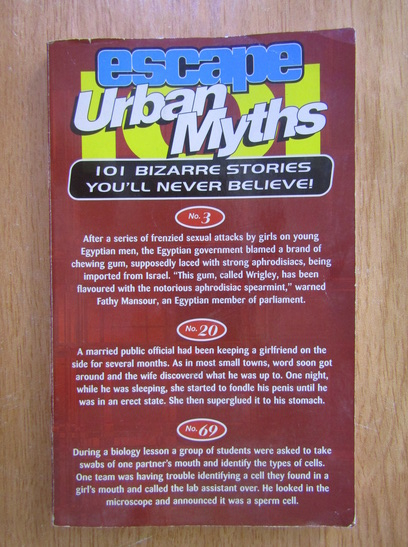 escape
101
Urban
Myths
101 BIZARRE STORIES
YOU'LL NEVER BELIEVE!
No. 3
After a series of frenzied sexual attacks by girls on young
Egyptian men, the Egyptian government blamed a brand of
chewing gum, supposedly laced with strong aphrodisiacs, being
imported from Israel. "This gum, called Wrigley, has been
flavoured with the notorious aphrodisiac spearmint," warned
Fathy Mansour, an Egyptian member of parliament.
No. 20
A married public official had been keeping a girlfriend on the
side for several months. As in most small towns, word soon got
around and the wife discovered what he was up to. One night,
while he was sleeping, she started to fondle his penis until he
was in an erect state. She then superglued it to his stomach.
No. 69
During a biology lesson a group of students were asked to take
swabs of one partner's mouth and identify the types of cells.
One team was having trouble identifying a cell they found in a
girl's mouth and called the lab assistant over. He looked in the
microscope and announced it was a sperm cell.